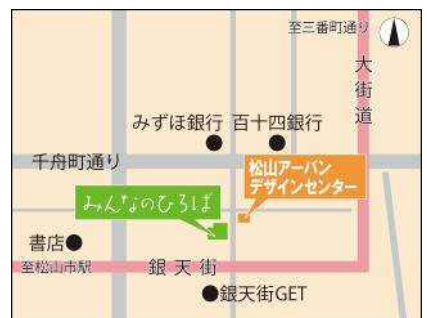 至三番町通り
大街道
みずほ銀行
百十四銀行
千舟町通り
松山アーバン
デザインセンター
みんなのひろば
書店
至松山市駅
銀天街
銀天街GET